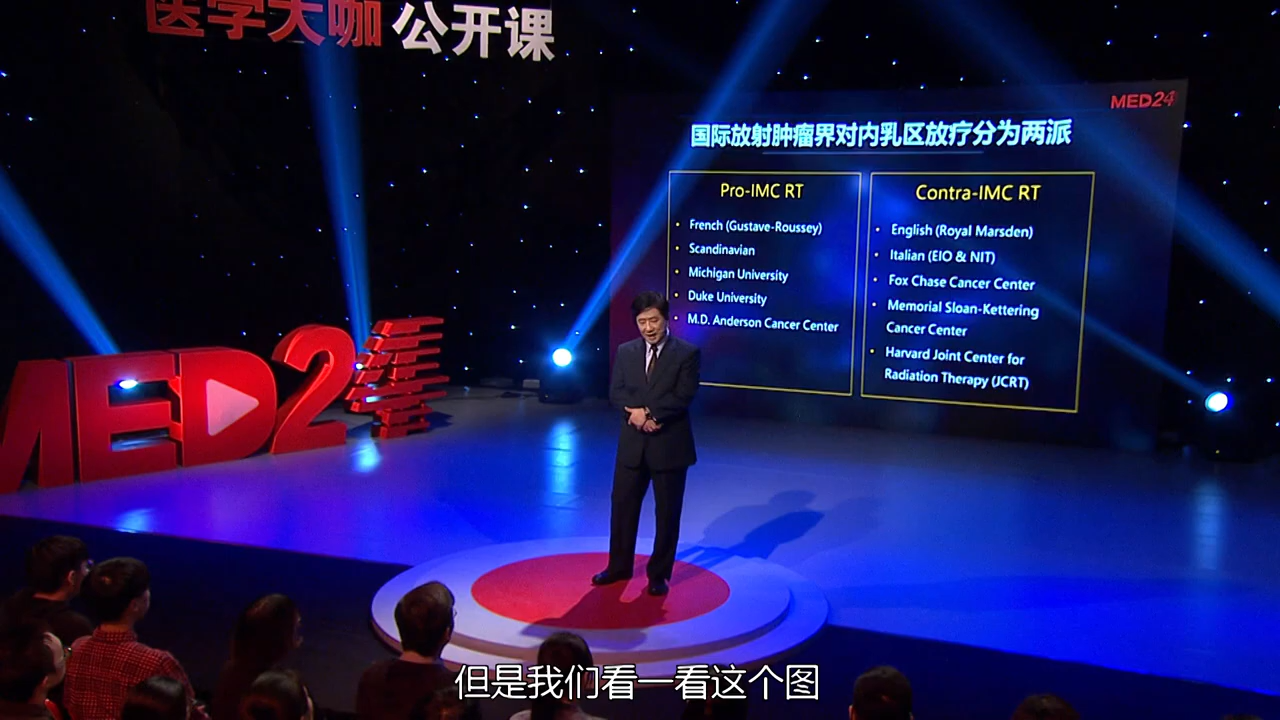 医学大咖公开课
MED24
国际放射肿瘤界对内乳区放疗分为两派
Pro-IMC RT
• French (Gustave-Roussey)
• Scandinavian
• Michigan University
• Duke University
• M.D. Anderson Cancer Center
Contra-IMC RT
• English (Royal Marsden)
• Italian (EIO & NIT)
• Fox Chase Cancer Center
• Memorial Sloan-Kettering
Cancer Center
• Harvard Joint Center for
Radiation Therapy (JCRT)
MED24
但是我们看一看这个图